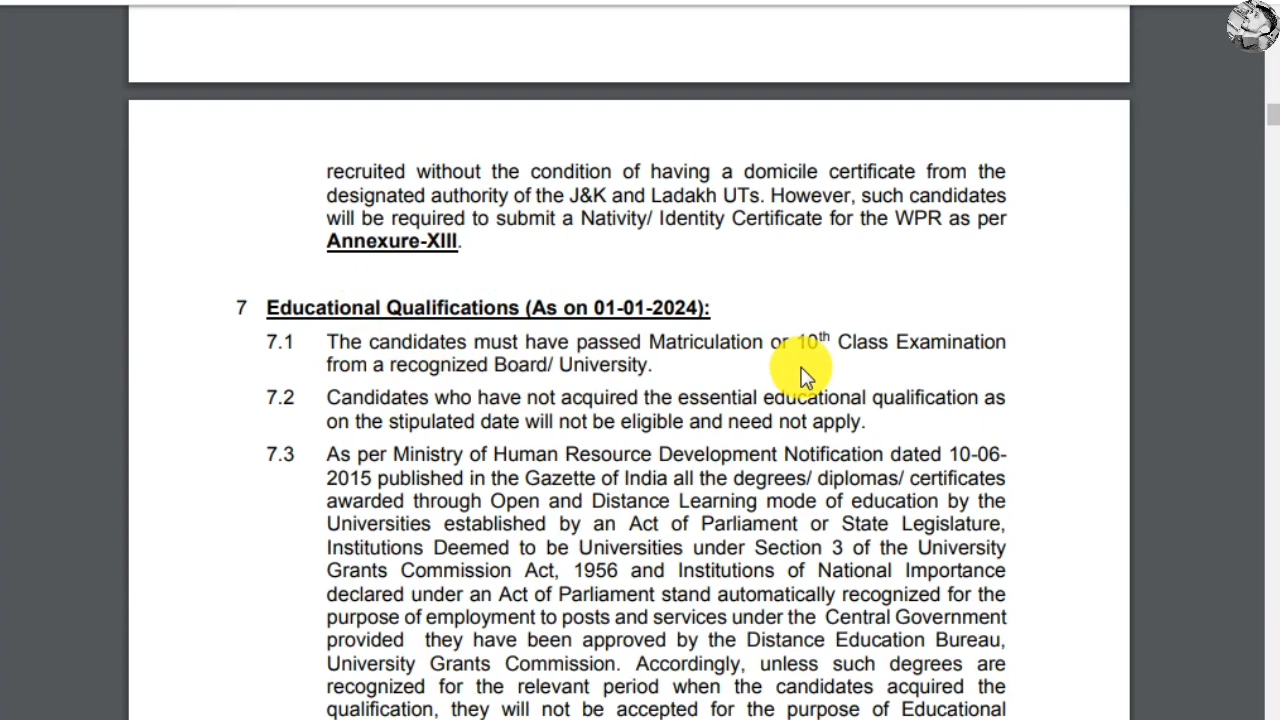 recruited without the condition of having a domicile certificate from the
designated authority of the J&K and Ladakh UTs. However, such candidates
will be required to submit a Nativity/ Identity Certificate for the WPR as per
Annexure-XIII.
7 Educational Qualifications (As on 01-01-2024):
7.1 The candidates must have passed Matriculation or 10th Class Examination
from a recognized Board/ University.
7.2 Candidates who have not acquired the essential educational qualification as
on the stipulated date will not be eligible and need not apply.
7.3 As per Ministry of Human Resource Development Notification dated 10-06-
2015 published in the Gazette of India all the degrees/ diplomas/ certificates
awarded through Open and Distance Learning mode of education by the
Universities established by an Act of Parliament or State Legislature,
Institutions Deemed to be Universities under Section 3 of the University
Grants Commission Act, 1956 and Institutions of National Importance
declared under an Act of Parliament stand automatically recognized for the
purpose of employment to posts and services under the Central Government
provided they have been approved by the Distance Education Bureau,
University Grants Commission. Accordingly, unless such degrees are
recognized for the relevant period when the candidates acquired the
qualification, they will not be accepted for the purpose of Educational